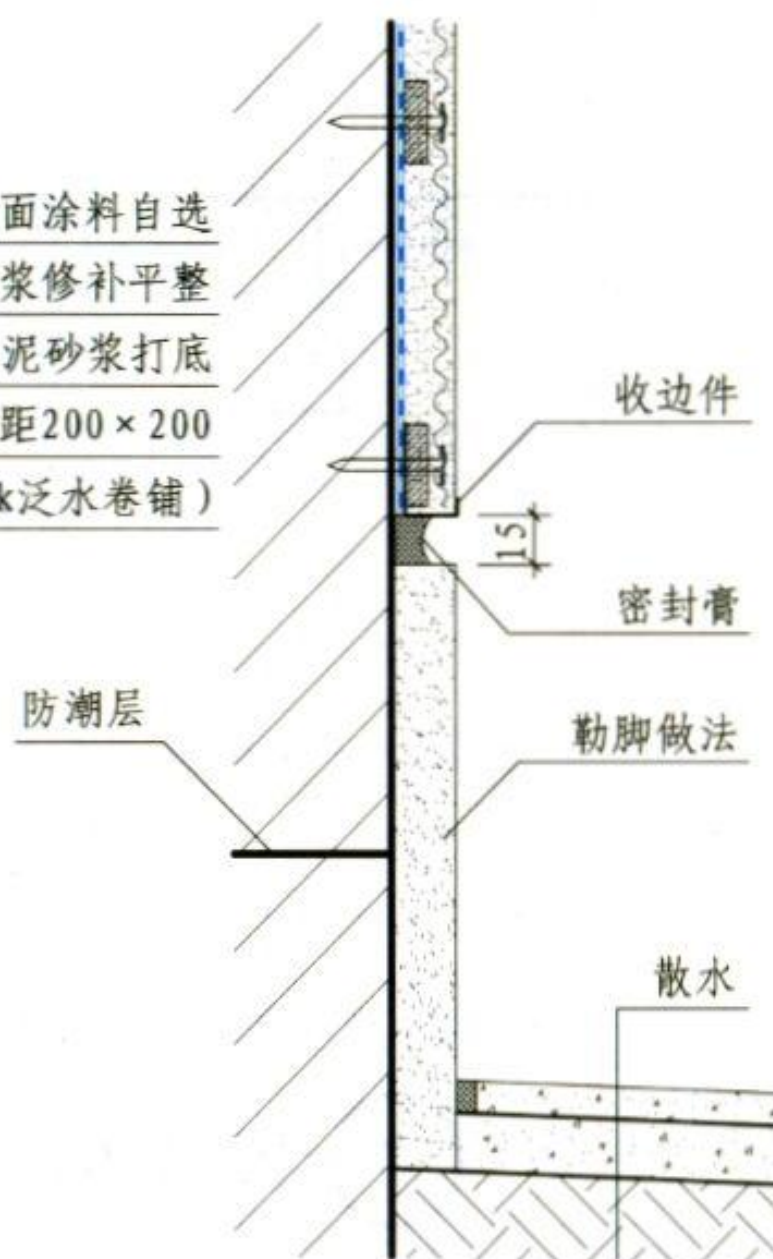 面涂料自选
浆修补平整
泥砂浆打底
距200×200
k泛水卷铺）
收边件
15
密封膏
防潮层
勒脚做法
散水